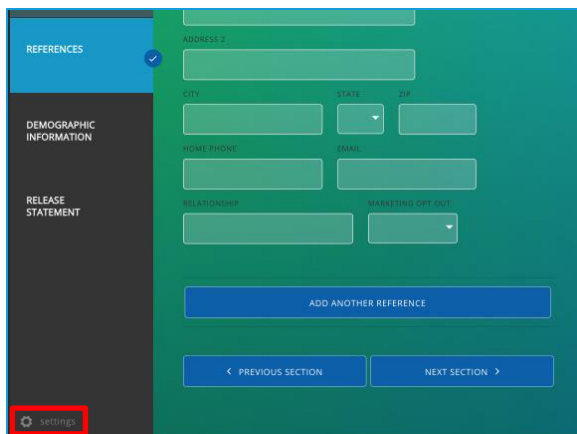 REFERENCES
ADDRESS 2
CITY STATE ZIP
DEMOGRAPHIC
INFORMATION
HOME PHONE EMAIL
RELEASE
STATEMENT
RELATIONSHIP MARKETING OPT OUT
ADD ANOTHER REFERENCE
< PREVIOUS SECTION NEXT SECTION >
settings